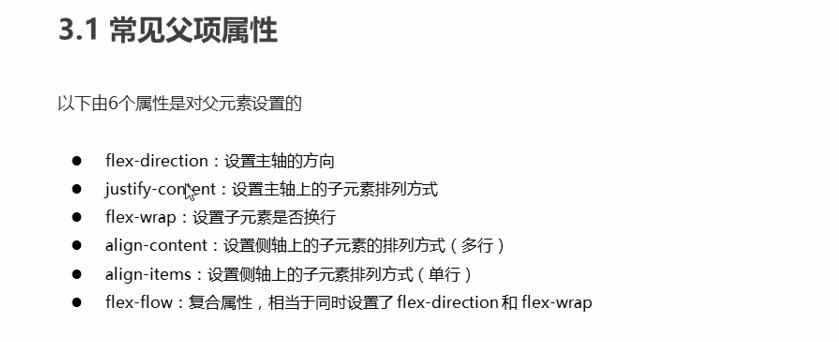 3.1 常见父项属性
以下由6个属性是对父元素设置的
● flex-direction：设置主轴的方向
● justify-content：设置主轴上的子元素排列方式
● flex-wrap：设置子元素是否换行
● align-content：设置侧轴上的子元素的排列方式（多行）
● align-items：设置侧轴上的子元素排列方式（单行）
● flex-flow：复合属性，相当于同时设置了 flex-direction 和 flex-wrap